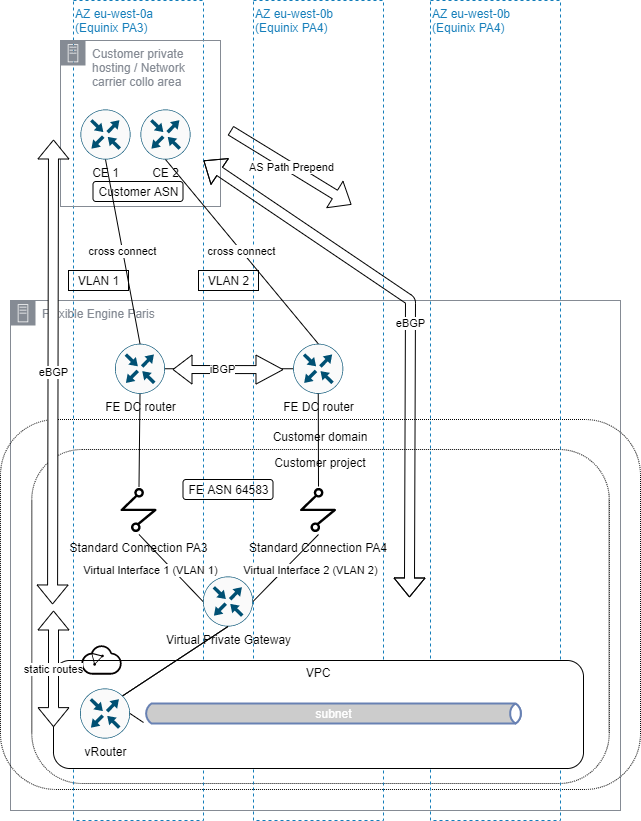 AZ eu-west-0a
(Equinix PA3)
AZ eu-west-0b
(Equinix PA4)
AZ eu-west-0b
(Equinix PA4)
Customer private
hosting / Network
carrier collo area
CE 1
CE 2
Customer ASN
AS Path Prepend
cross connect
cross connect
VLAN 1
VLAN 2
Flexible Engine Paris
eBGP
eBGP
iBGP
FE DC router
FE DC router
Customer domain
Customer project
FE ASN 64583
Standard Connection PA3
Standard Connection PA4
Virtual Interface 1 (VLAN 1)
Virtual Interface 2 (VLAN 2)
Virtual Private Gateway
static routes
VPC
subnet
vRouter